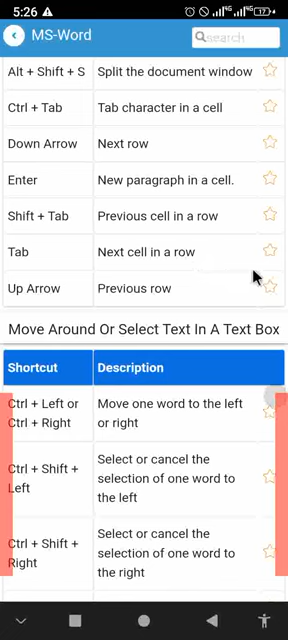 5:26
4G 4G 17
MS-Word
search
Alt + Shift + S Split the document window
Ctrl + Tab Tab character in a cell
Down Arrow Next row
Enter New paragraph in a cell.
Shift + Tab Previous cell in a row
Tab Next cell in a row
Up Arrow Previous row
Move Around Or Select Text In A Text Box
Shortcut Description
Ctrl + Left or Move one word to the left
Ctrl + Right or right
Select or cancel the
Ctrl + Shift + selection of one word to
Left the left
Select or cancel the
Ctrl + Shift + selection of one word to
Right the right